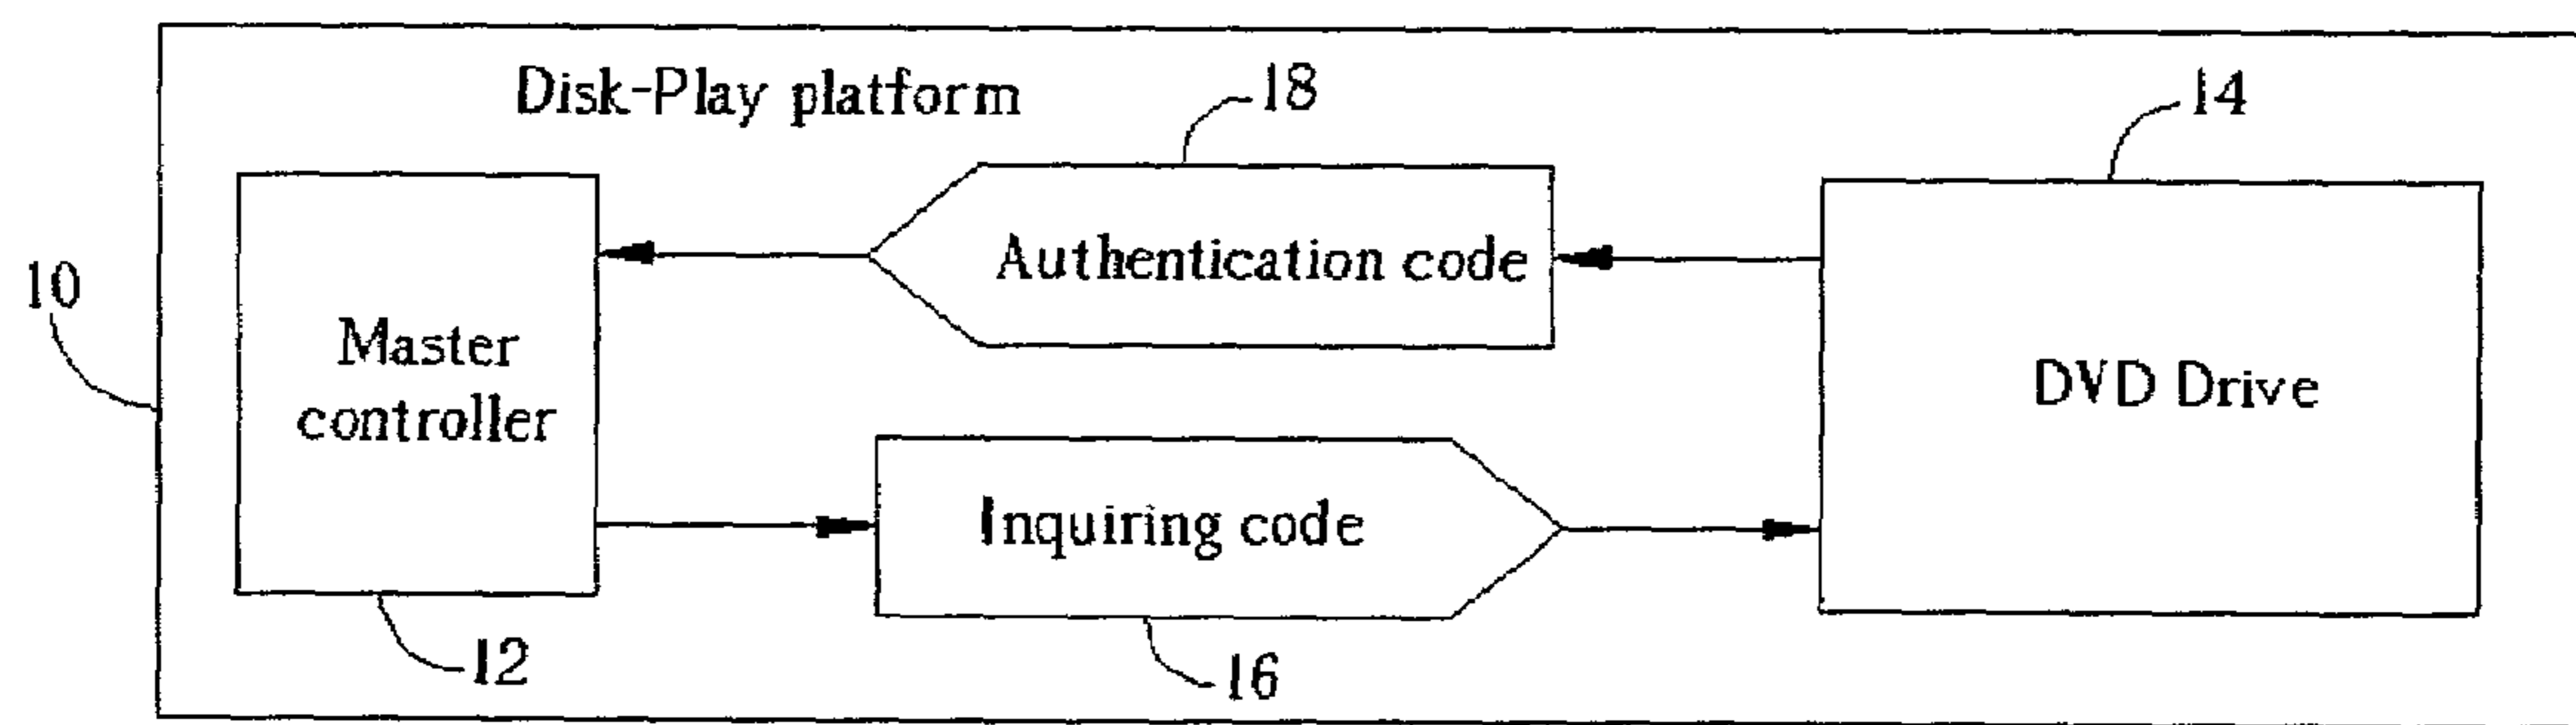 Disk-Play platform
18
14
Authentication code
10
Master
controller
DVD Drive
Inquiring code
12
16